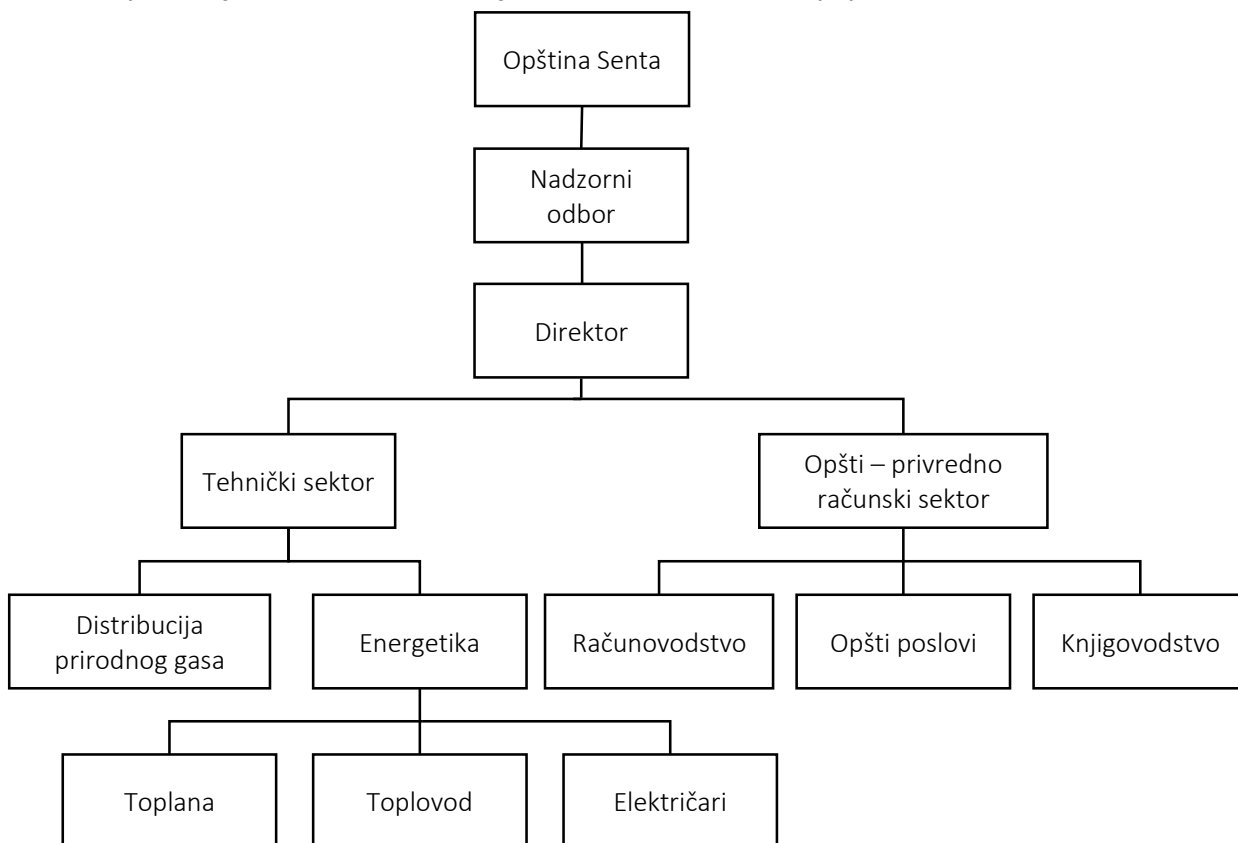 Opština Senta
Nadzorni
odbor
Direktor
Tehnički sektor
Opšti – privredno
računski sektor
Distribucija
prirodnog gasa
Energetika
Računovodstvo
Opšti poslovi
Knjigovodstvo
Toplana
Toplovod
Električari